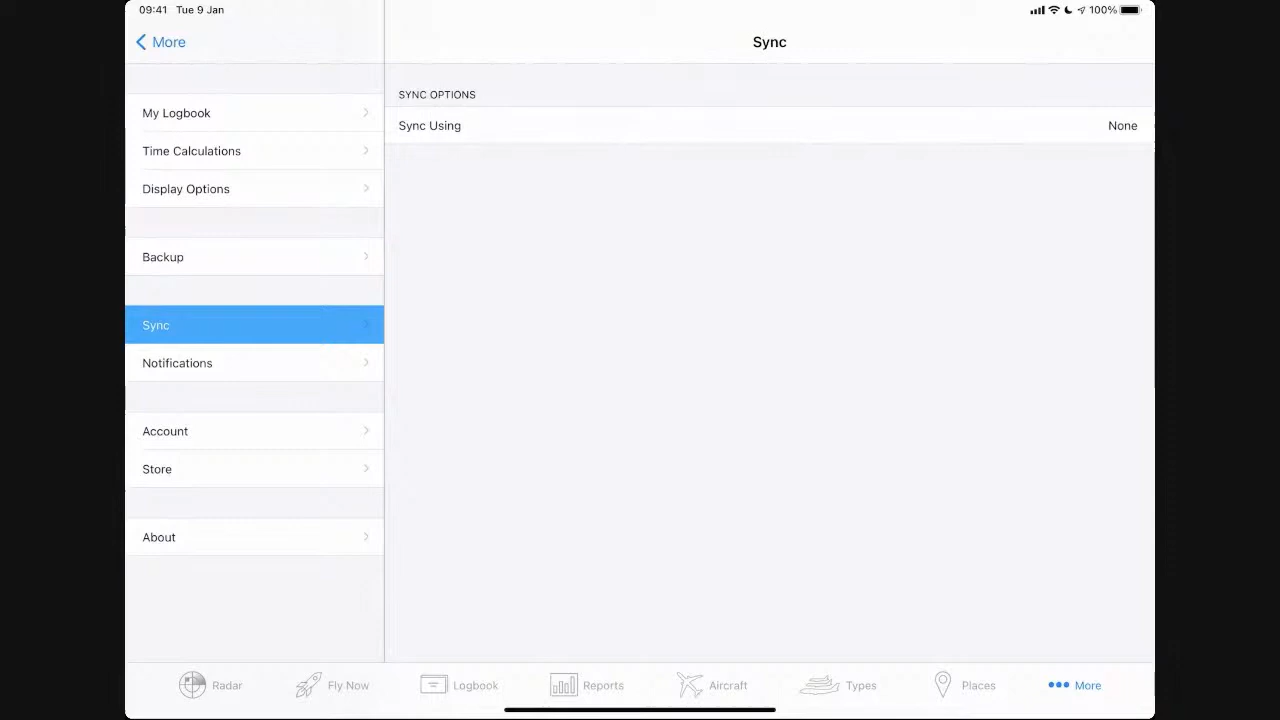 09:41 Tue 9 Jan
100%
More
Sync
My Logbook
Time Calculations
Display Options
Backup
Sync
Notifications
Account
Store
About
SYNC OPTIONS
Sync Using None
Radar Fly Now Logbook Reports Aircraft Types Places More